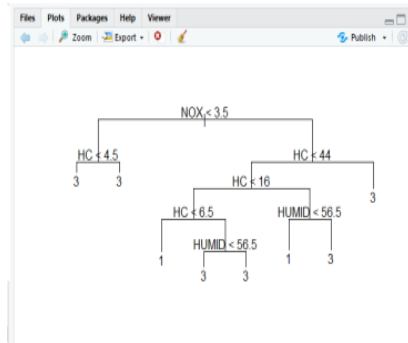 Files Plots Packages Help Viewer
Zoom Export Publish
NOX < 3.5
HC < 4.5 HC < 44
3 3 HC < 16 3
HC < 6.5 HUMID < 56.5
1 HUMID < 56.5 1 3
3 3